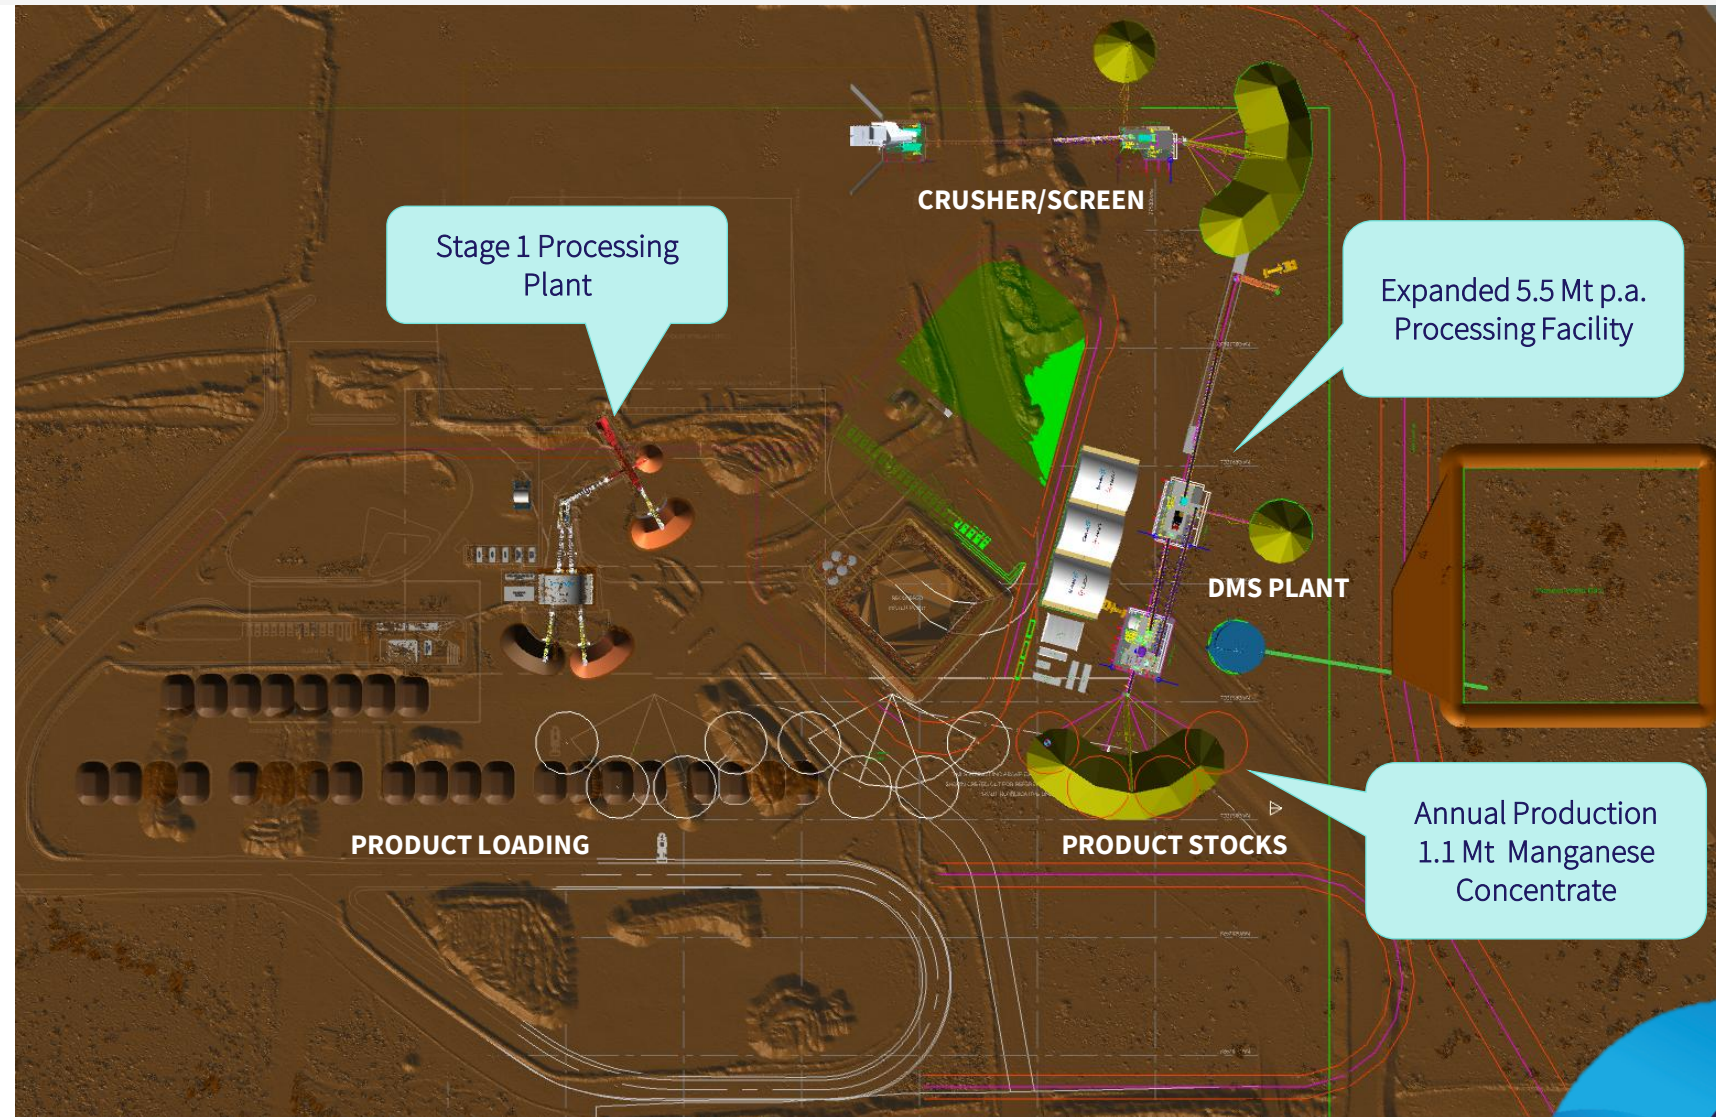 CRUSHER/SCREEN
Stage 1 Processing
Plant
Expanded 5.5 Mt p.a.
Processing Facility
DMS PLANT
Annual Production
1.1 Mt Manganese
Concentrate
PRODUCT LOADING
PRODUCT STOCKS